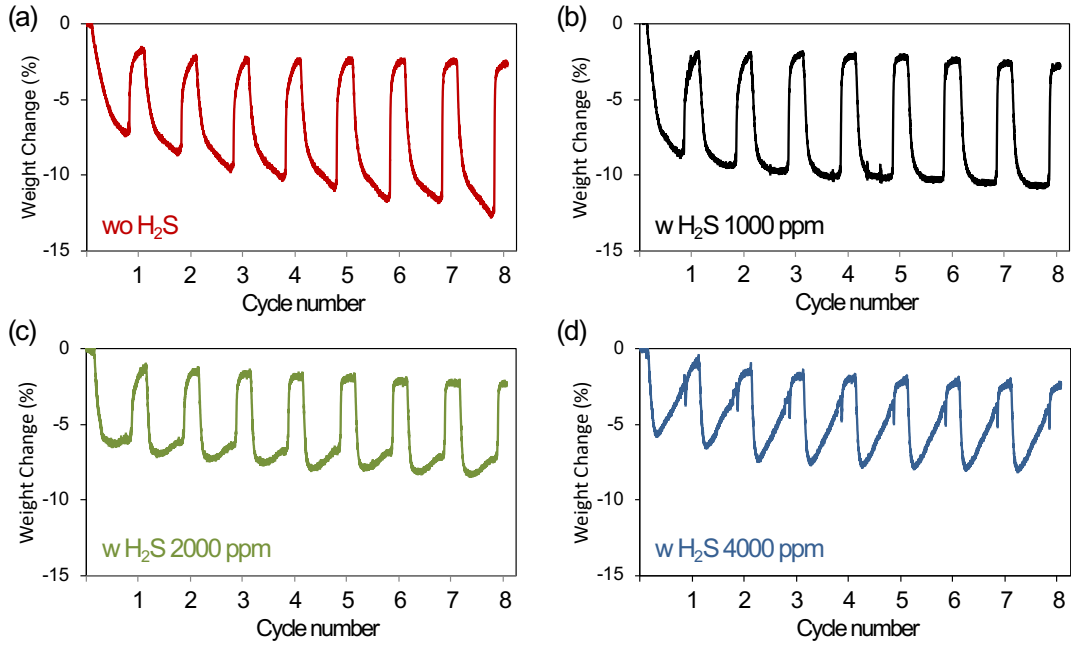 (a)
0
-5
-10
-15
Weight Change (%)
wo H₂S
1 2 3 4 5 6 7 8
Cycle number
(b)
0
-5
-10
-15
Weight Change (%)
w H₂S 1000 ppm
1 2 3 4 5 6 7 8
Cycle number
(c)
0
-5
-10
-15
Weight Change (%)
w H₂S 2000 ppm
1 2 3 4 5 6 7 8
Cycle number
(d)
0
-5
-10
-15
Weight Change (%)
w H₂S 4000 ppm
1 2 3 4 5 6 7 8
Cycle number